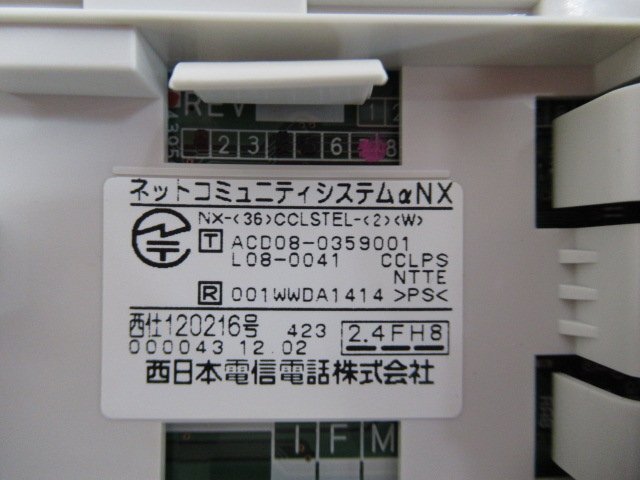 REV 1 2
4305
2 3 6 7 8
ネットコミュニティシステムαNX
NX-<36>CCLSTEL-<2><W>
T ACD08-0359001
L08-0041 CCLPS
NTTE
R 001WWDA1414 >PS<
西仕120216号 423 2.4FH8
000043 12.02
西日本電信電話株式会社
I F M